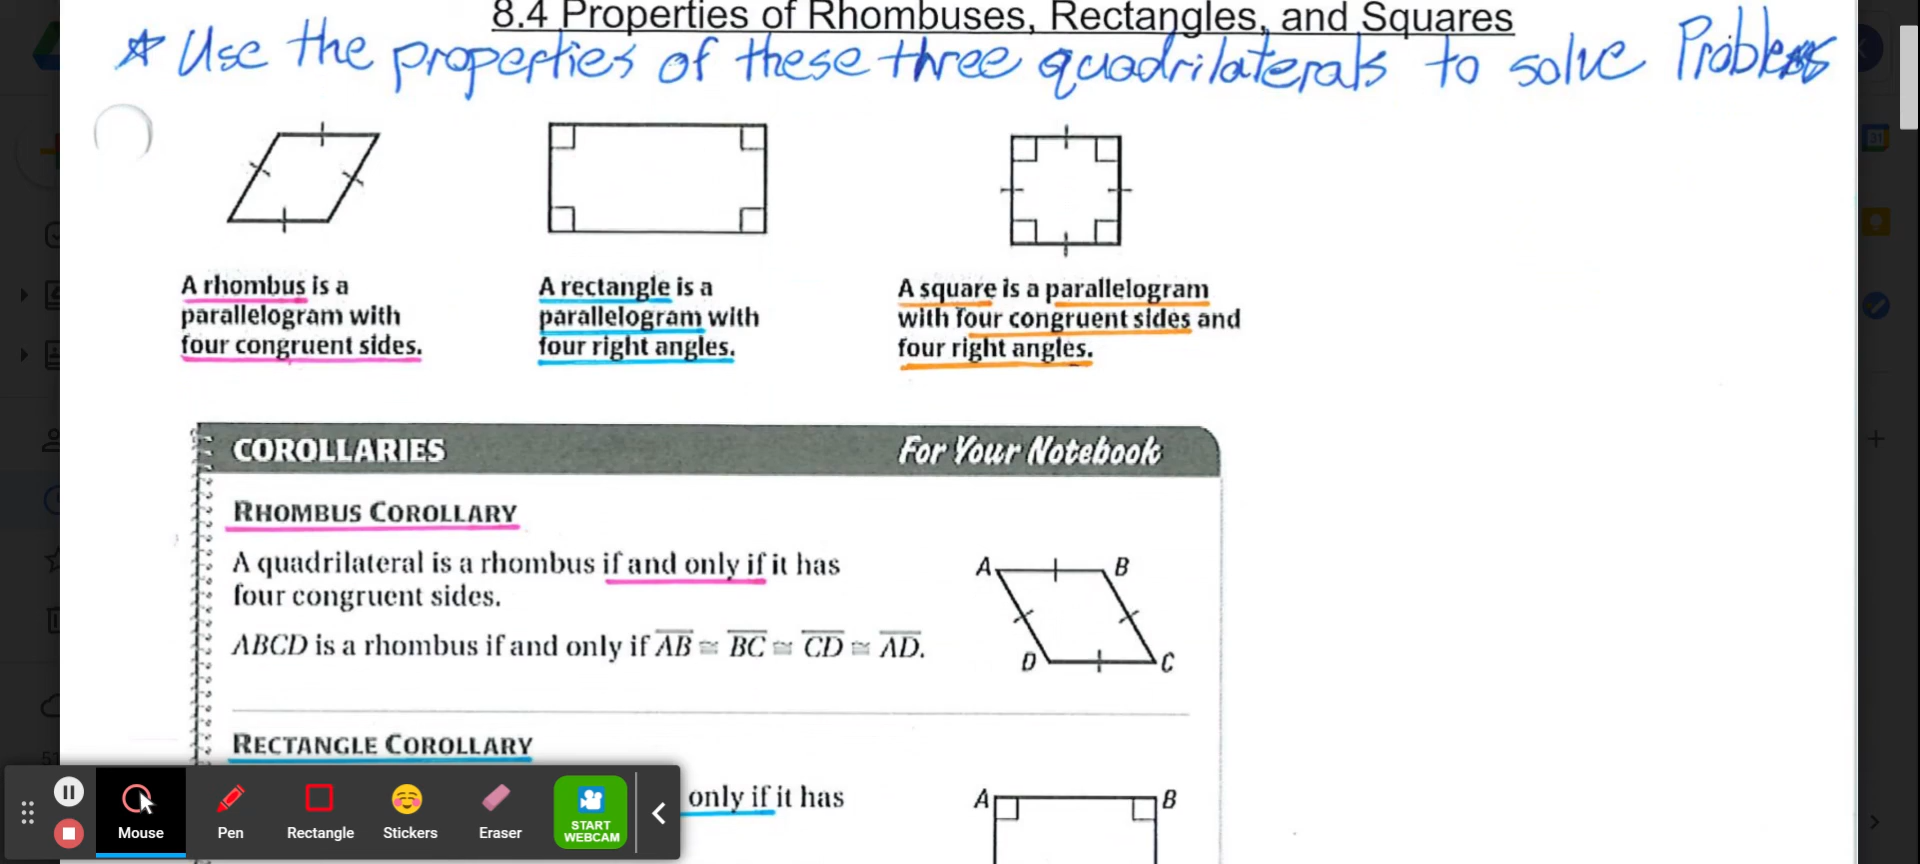 8.4 Properties of Rhombuses, Rectangles, and Squares
* Use the properties of these three quadrilaterals to solve Problems
A rhombus is a
parallelogram with
four congruent sides.
A rectangle is a
parallelogram with
four right angles.
A square is a parallelogram
with four congruent sides and
four right angles.
COROLLARIES For Your Notebook
RHOMBUS COROLLARY
A quadrilateral is a rhombus if and only if it has
four congruent sides.
ABCD is a rhombus if and only if AB ≅ BC ≅ CD ≅ AD.
A B
D C
RECTANGLE COROLLARY
only if it has
A B
Mouse Pen Rectangle Stickers Eraser START
WEBCAM
31